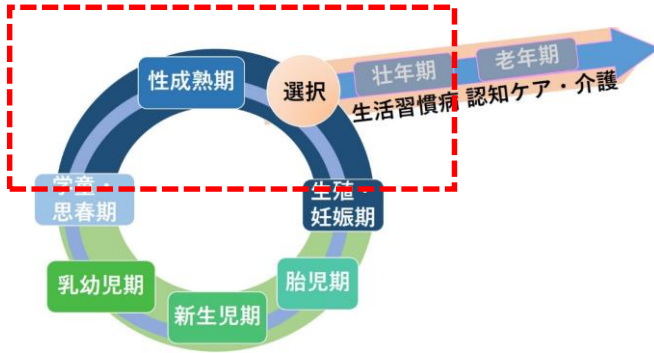 性成熟期
選択
壮年期
老年期
生活習慣病 認知ケア・介護
学童・
思春期
生殖・
妊娠期
乳幼児期
新生児期
胎児期